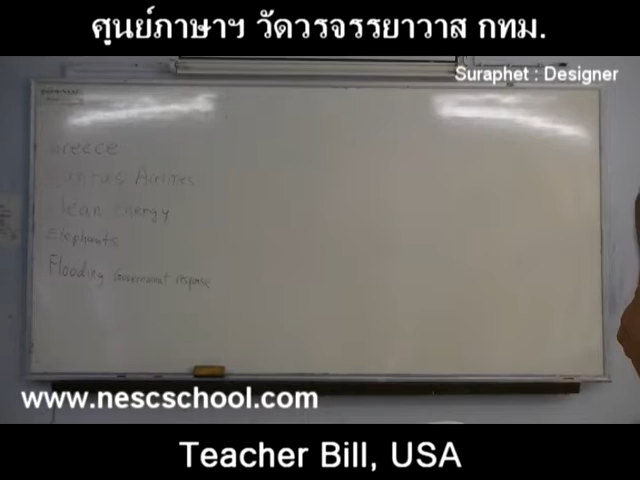 ศูนย์ภาษาฯ วัดวรจรรยาวาส กทม.
Suraphet : Designer
Greece
Qantas Airlines
Clean Energy
Elephants
Flooding Government response
www.nescschool.com
Teacher Bill, USA